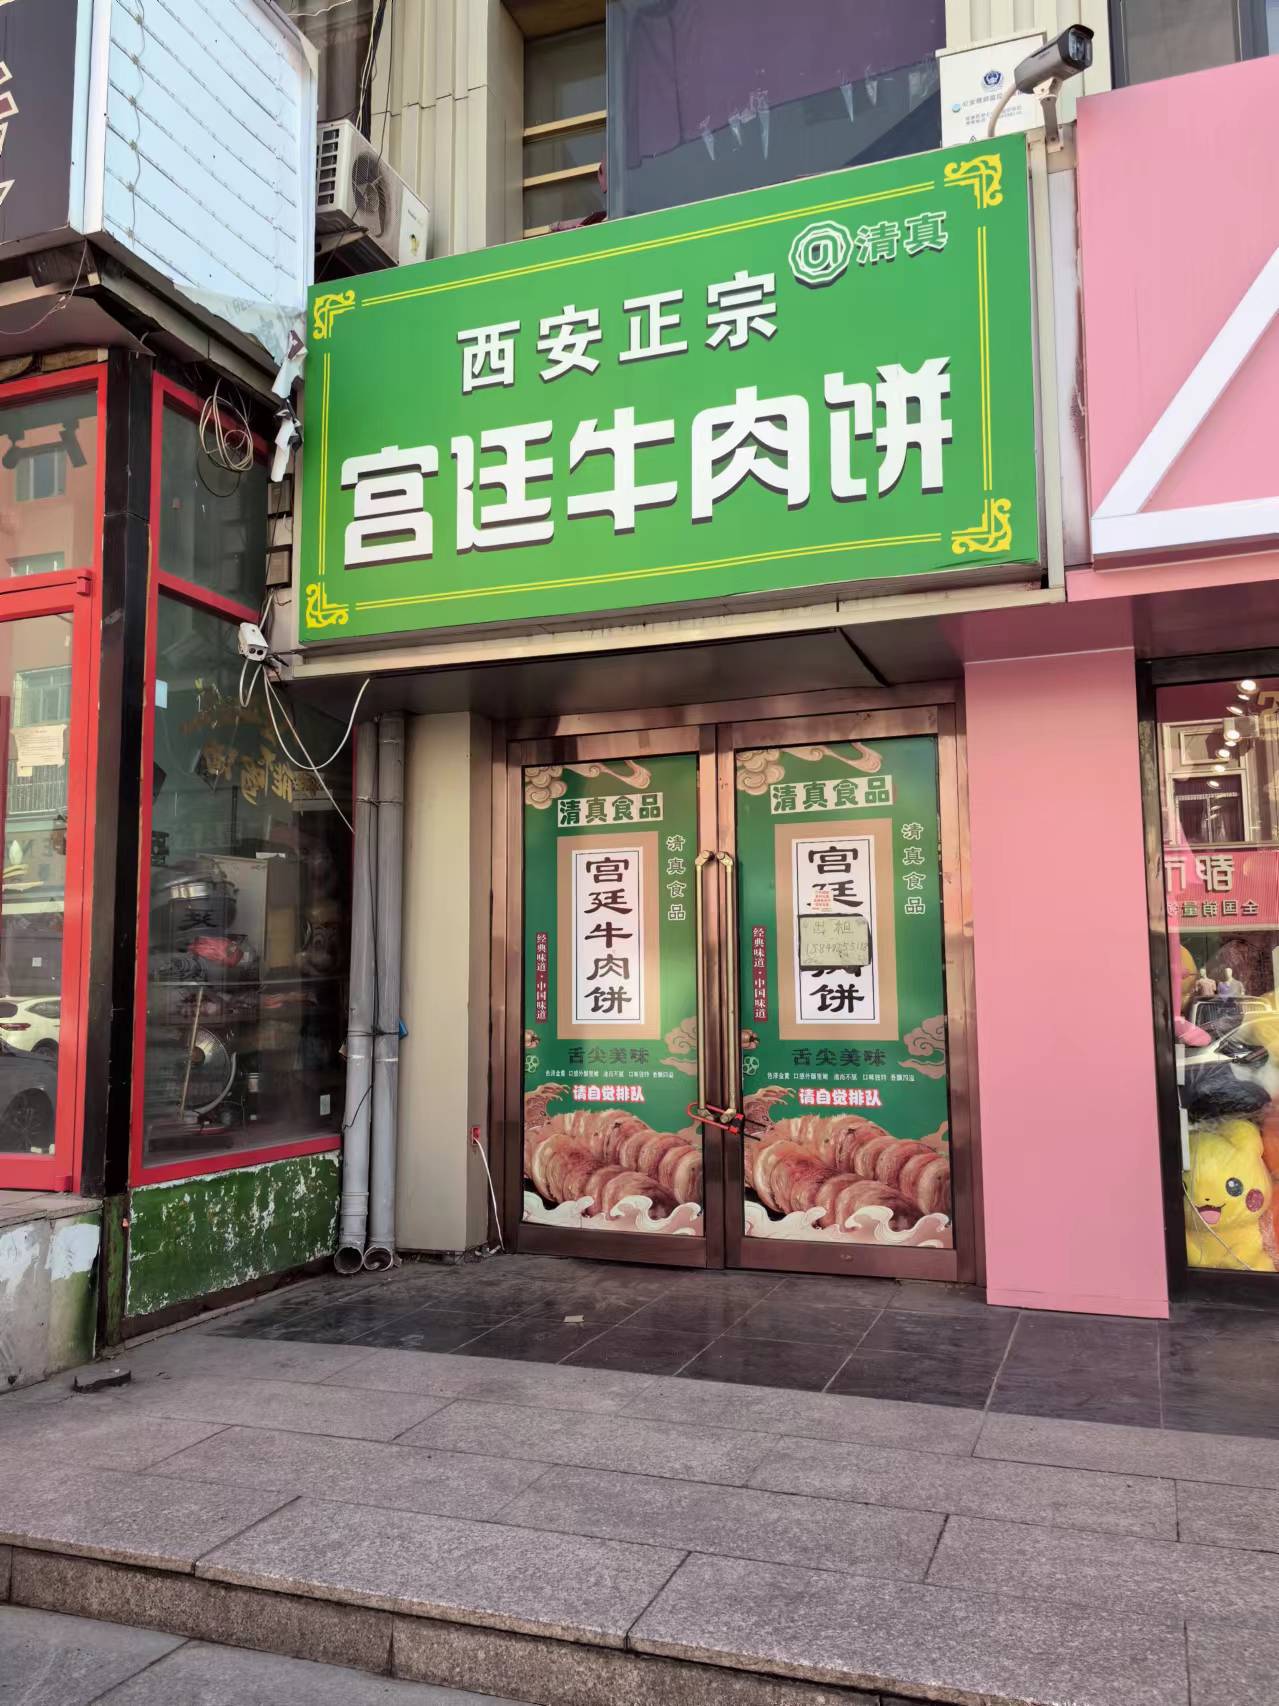 清真
西安正宗
宫廷牛肉饼
清真食品
清真食品
宫廷牛肉饼
经典味道·中国味道
舌尖美味
请自觉排队
清真食品
清真食品
宫廷
饼
出租
经典味道·中国味道
舌尖美味
请自觉排队